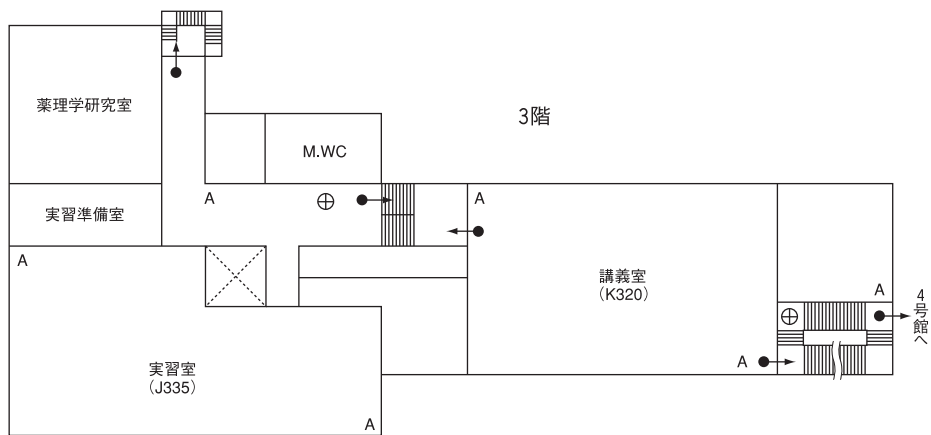 3階
薬理学研究室
M.WC
A
実習準備室
A
A
講義室
(K320)
A
4号館へ
A
実習室
(J335)
A